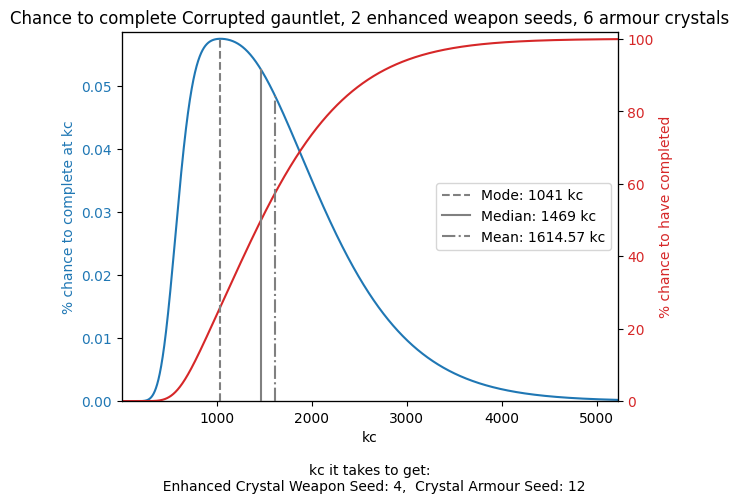 Chance to complete Corrupted gauntlet, 2 enhanced weapon seeds, 6 armour crystals
% chance to complete at kc
0.05
0.04
0.03
0.02
0.01
0.00
Mode: 1041 kc
Median: 1469 kc
Mean: 1614.57 kc
100
80
60
40
20
0
% chance to have completed
1000 2000 3000 4000 5000
kc
kc it takes to get:
Enhanced Crystal Weapon Seed: 4,  Crystal Armour Seed: 12